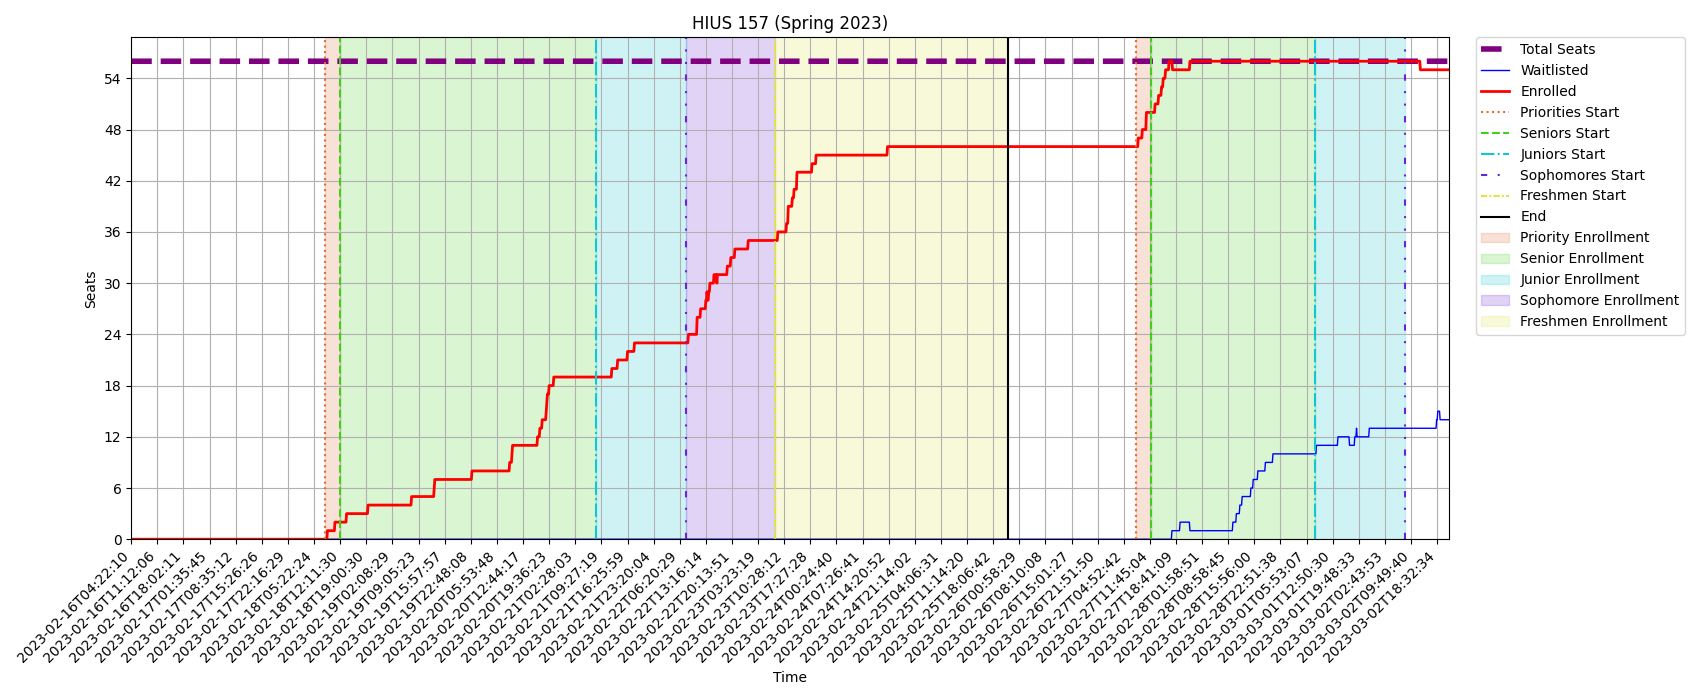 HIUS 157 (Spring 2023)
Seats
54
48
42
36
30
24
18
12
6
0
2023-02-16T04:22:10
2023-02-16T11:12:06
2023-02-16T18:02:11
2023-02-17T01:35:45
2023-02-17T08:35:12
2023-02-17T15:26:26
2023-02-17T22:16:29
2023-02-18T05:22:24
2023-02-18T12:11:30
2023-02-18T19:00:30
2023-02-19T02:08:29
2023-02-19T09:05:23
2023-02-19T15:57:57
2023-02-19T22:48:08
2023-02-20T05:53:48
2023-02-20T12:44:17
2023-02-20T19:36:23
2023-02-21T02:28:03
2023-02-21T09:27:19
2023-02-21T16:25:59
2023-02-21T23:20:04
2023-02-22T06:20:29
2023-02-22T13:16:14
2023-02-22T20:13:51
2023-02-23T03:23:19
2023-02-23T10:28:12
2023-02-23T17:27:28
2023-02-24T00:24:40
2023-02-24T07:26:41
2023-02-24T14:20:52
2023-02-24T21:14:02
2023-02-25T04:06:31
2023-02-25T11:14:20
2023-02-25T18:06:42
2023-02-26T00:58:29
2023-02-26T08:10:08
2023-02-26T15:01:27
2023-02-26T21:51:50
2023-02-27T04:52:42
2023-02-27T11:45:04
2023-02-27T18:41:09
2023-02-28T01:58:51
2023-02-28T08:58:45
2023-02-28T15:56:00
2023-02-28T22:51:38
2023-03-01T05:53:07
2023-03-01T12:50:30
2023-03-01T19:48:33
2023-03-02T02:43:53
2023-03-02T09:49:40
2023-03-02T18:32:34
Time
Total Seats
Waitlisted
Enrolled
Priorities Start
Seniors Start
Juniors Start
Sophomores Start
Freshmen Start
End
Priority Enrollment
Senior Enrollment
Junior Enrollment
Sophomore Enrollment
Freshmen Enrollment